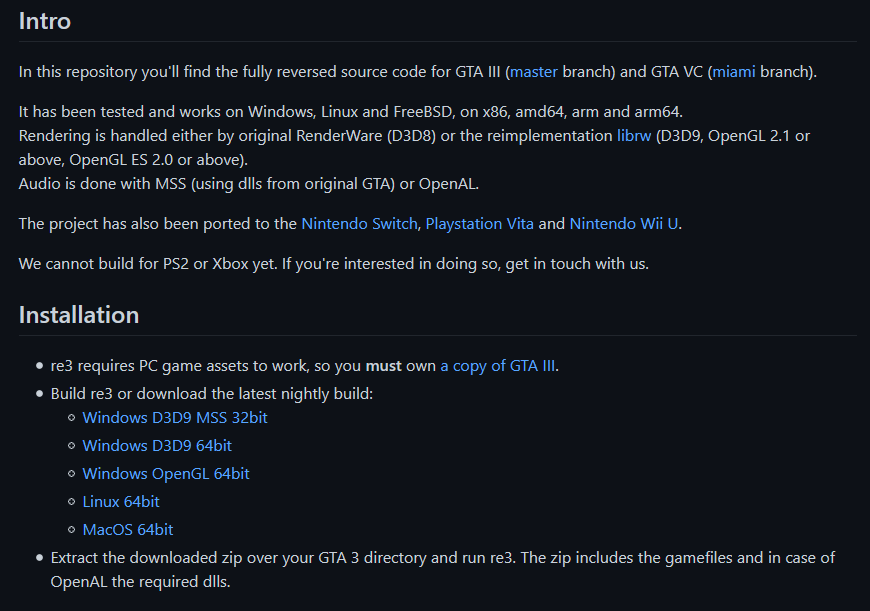 Intro
In this repository you'll find the fully reversed source code for GTA III (master branch) and GTA VC (miami branch).
It has been tested and works on Windows, Linux and FreeBSD, on x86, amd64, arm and arm64.
Rendering is handled either by original RenderWare (D3D8) or the reimplementation librw (D3D9, OpenGL 2.1 or
above, OpenGL ES 2.0 or above).
Audio is done with MSS (using dlls from original GTA) or OpenAL.
The project has also been ported to the Nintendo Switch, Playstation Vita and Nintendo Wii U.
We cannot build for PS2 or Xbox yet. If you're interested in doing so, get in touch with us.
Installation
re3 requires PC game assets to work, so you must own a copy of GTA III.
Build re3 or download the latest nightly build:
Windows D3D9 MSS 32bit
Windows D3D9 64bit
Windows OpenGL 64bit
Linux 64bit
MacOS 64bit
Extract the downloaded zip over your GTA 3 directory and run re3. The zip includes the gamefiles and in case of
OpenAL the required dlls.